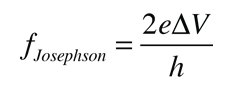 f_Josephson = 2eΔV / h